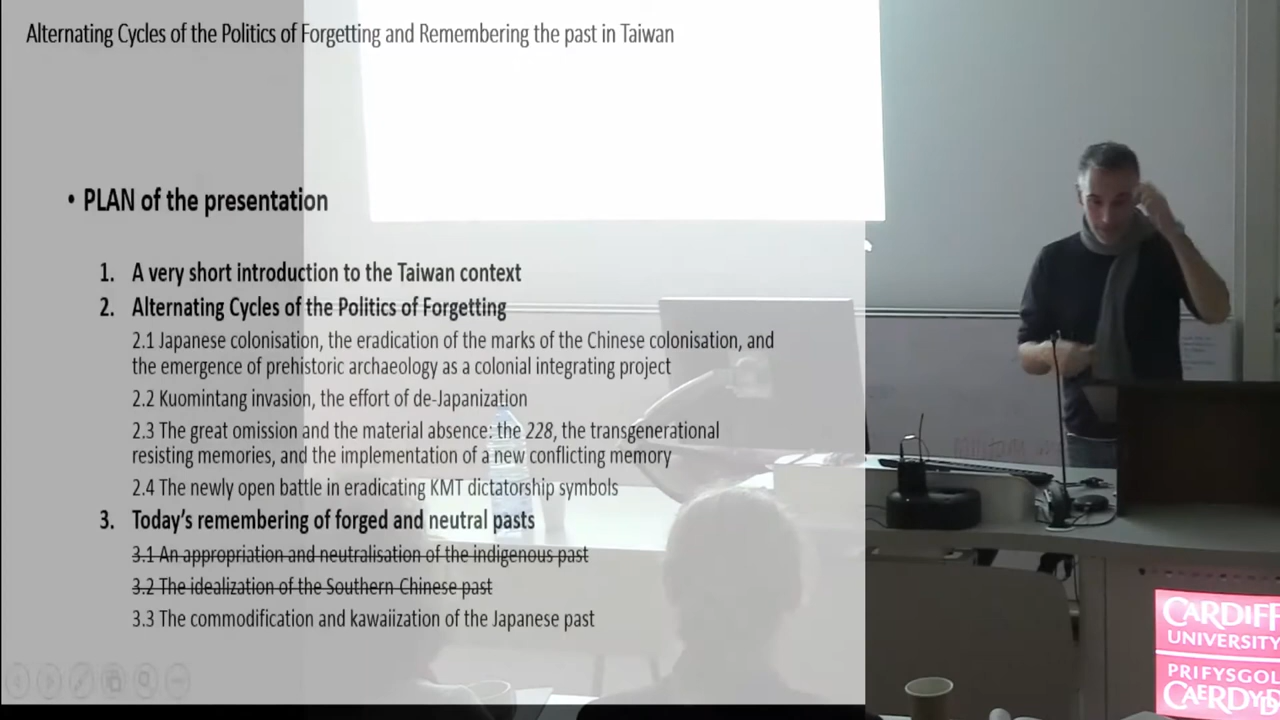 Alternating Cycles of the Politics of Forgetting and Remembering the past in Taiwan
• PLAN of the presentation
1. A very short introduction to the Taiwan context
2. Alternating Cycles of the Politics of Forgetting
2.1 Japanese colonisation, the eradication of the marks of the Chinese colonisation, and
the emergence of prehistoric archaeology as a colonial integrating project
2.2 Kuomintang invasion, the effort of de-Japanization
2.3 The great omission and the material absence: the 228, the transgenerational
resisting memories, and the implementation of a new conflicting memory
2.4 The newly open battle in eradicating KMT dictatorship symbols
3. Today's remembering of forged and neutral pasts
3.1 An appropriation and neutralisation of the indigenous past
3.2 The idealization of the Southern Chinese past
3.3 The commodification and kawaiization of the Japanese past
CARDIFF
UNIVERSITY
PRIFYSGOL
CAERDYD